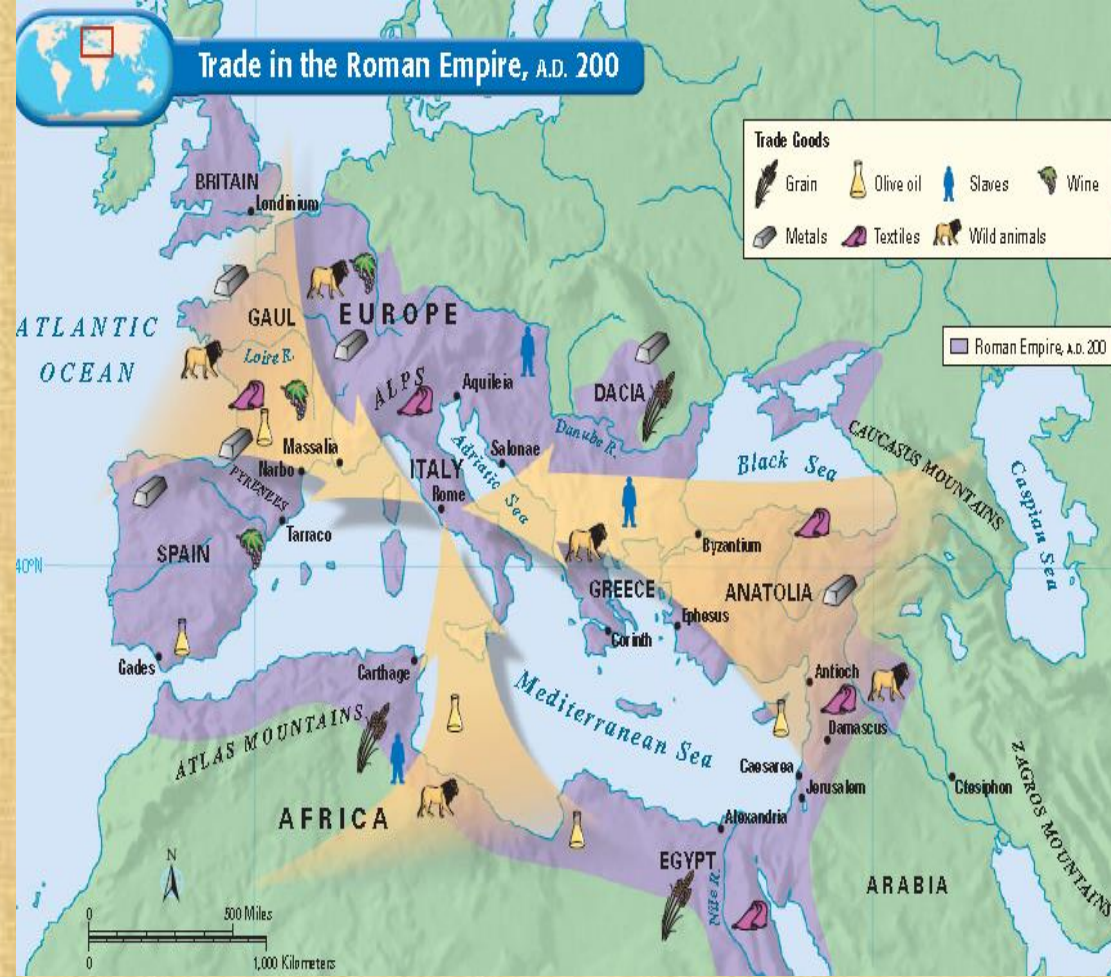 Trade in the Roman Empire, A.D. 200
Trade Goods
Grain
Olive oil
Slaves
Wine
Metals
Textiles
Wild animals
Roman Empire, A.D. 200
BRITAIN
Londinium
ATLANTIC
OCEAN
GAUL
EUROPE
Loire R.
ALPS
Aquileia
DACIA
Danube R.
Massalia
Narbo
PYRENEES
Tarraco
SPAIN
40°N
Gades
ITALY
Rome
Adriatic
Sea
Salonae
Black Sea
CAUCASUS MOUNTAINS
Caspian Sea
Byzantium
GREECE
ANATOLIA
Ephesus
Corinth
Carthage
Mediterranean Sea
Antioch
Damascus
Caesarea
Jerusalem
Ctesiphon
ZAGROS MOUNTAINS
ATLAS MOUNTAINS
AFRICA
Alexandria
EGYPT
Nile R.
ARABIA
N
0 500 Miles
0 1,000 Kilometers